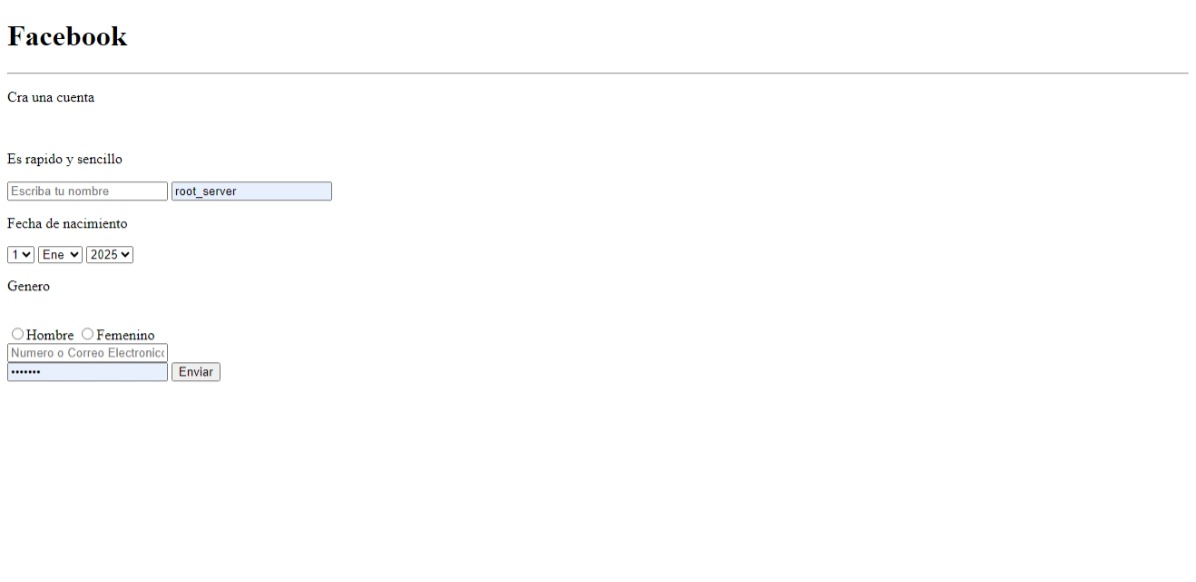 Facebook
Cra una cuenta
Es rapido y sencillo
Escriba tu nombre root_server
Fecha de nacimiento
1 Ene 2025
Genero
Hombre Femenino
Numero o Correo Electronic
••••••• Enviar